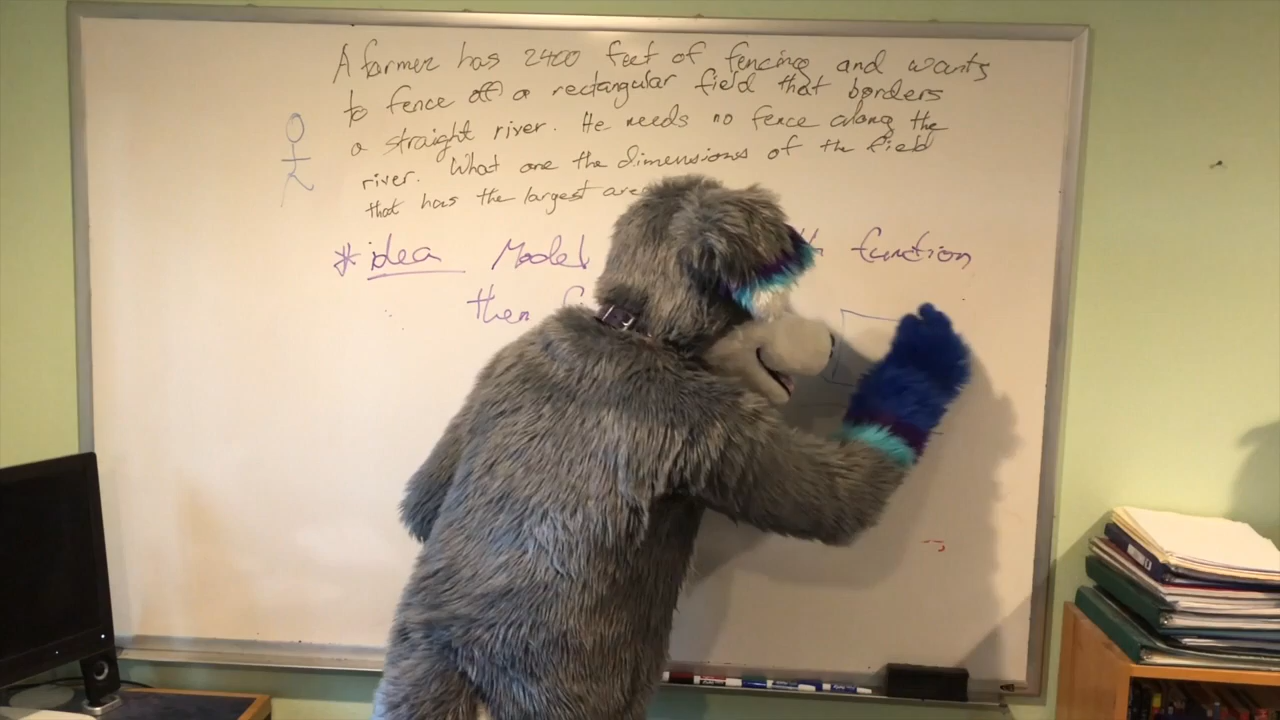 A farmer has 2400 feet of fencing and wants
to fence off a rectangular field that borders
a straight river. He needs no fence along the
river. What are the dimensions of the field
that has the largest are
* idea Model function
then